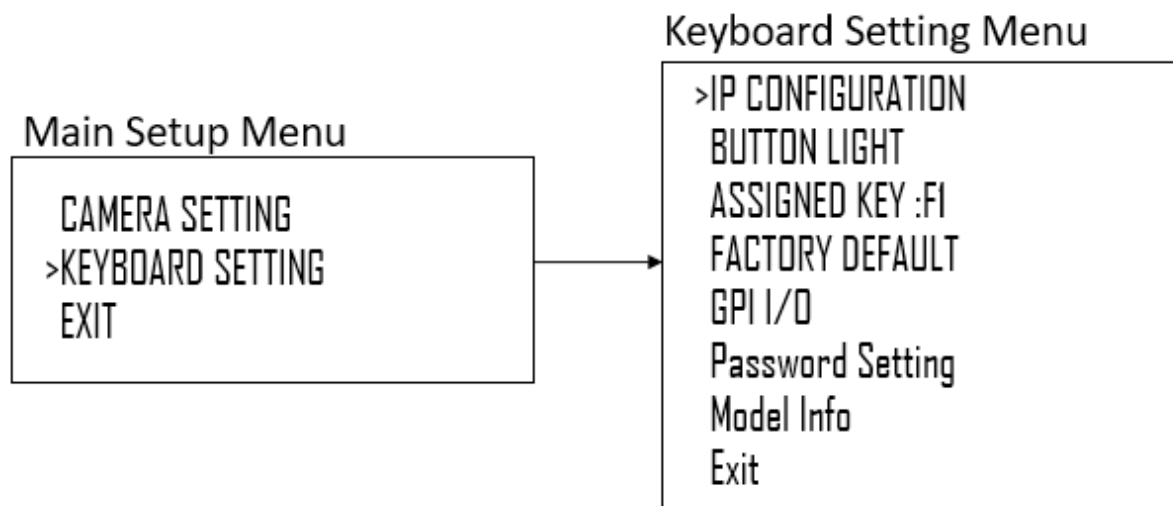 Main Setup Menu
CAMERA SETTING
>KEYBOARD SETTING
EXIT
Keyboard Setting Menu
>IP CONFIGURATION
BUTTON LIGHT
ASSIGNED KEY :F1
FACTORY DEFAULT
GPI I/O
Password Setting
Model Info
Exit